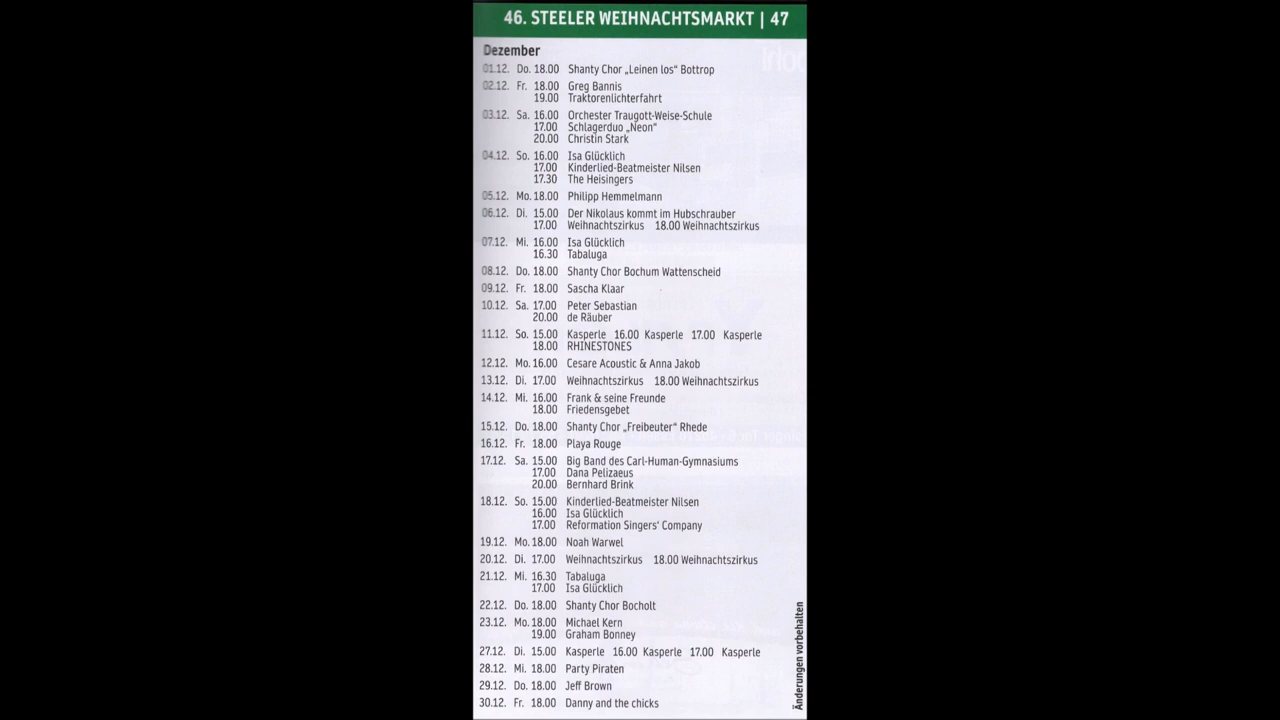 46. STEELER WEIHNACHTSMARKT | 47
Dezember
01.12. Do. 18.00 Shanty Chor „Leinen los“ Bottrop
02.12. Fr. 18.00 Greg Bannis
19.00 Traktorenlichterfahrt
03.12. Sa. 16.00 Orchester Traugott-Weise-Schule
17.00 Schlagerduo „Neon“
20.00 Christin Stark
04.12. So. 16.00 Isa Glücklich
17.00 Kinderlied-Beatmeister Nilsen
17.30 The Heisingers
05.12. Mo. 18.00 Philipp Hemmelmann
06.12. Di. 15.00 Der Nikolaus kommt im Hubschrauber
17.00 Weihnachtszirkus 18.00 Weihnachtszirkus
07.12. Mi. 16.00 Isa Glücklich
16.30 Tabaluga
08.12. Do. 18.00 Shanty Chor Bochum Wattenscheid
09.12. Fr. 18.00 Sascha Klaar
10.12. Sa. 17.00 Peter Sebastian
20.00 de Räuber
11.12. So. 15.00 Kasperle 16.00 Kasperle 17.00 Kasperle
18.00 RHINESTONES
12.12. Mo. 16.00 Cesare Acoustic & Anna Jakob
13.12. Di. 17.00 Weihnachtszirkus 18.00 Weihnachtszirkus
14.12. Mi. 16.00 Frank & seine Freunde
18.00 Friedensgebet
15.12. Do. 18.00 Shanty Chor „Freibeuter“ Rhede
16.12. Fr. 18.00 Playa Rouge
17.12. Sa. 15.00 Big Band des Carl-Human-Gymnasiums
17.00 Dana Pelizaeus
20.00 Bernhard Brink
18.12. So. 15.00 Kinderlied-Beatmeister Nilsen
16.00 Isa Glücklich
17.00 Reformation Singers' Company
19.12. Mo. 18.00 Noah Warwel
20.12. Di. 17.00 Weihnachtszirkus 18.00 Weihnachtszirkus
21.12. Mi. 16.30 Tabaluga
17.00 Isa Glücklich
22.12. Do. 18.00 Shanty Chor Bocholt
23.12. Mo. 18.00 Michael Kern
19.00 Graham Bonney
27.12. Di. 15.00 Kasperle 16.00 Kasperle 17.00 Kasperle
28.12. Mi. 18.00 Party Piraten
29.12. Do. 18.00 Jeff Brown
30.12. Fr. 18.00 Danny and the chicks
Änderungen vorbehalten